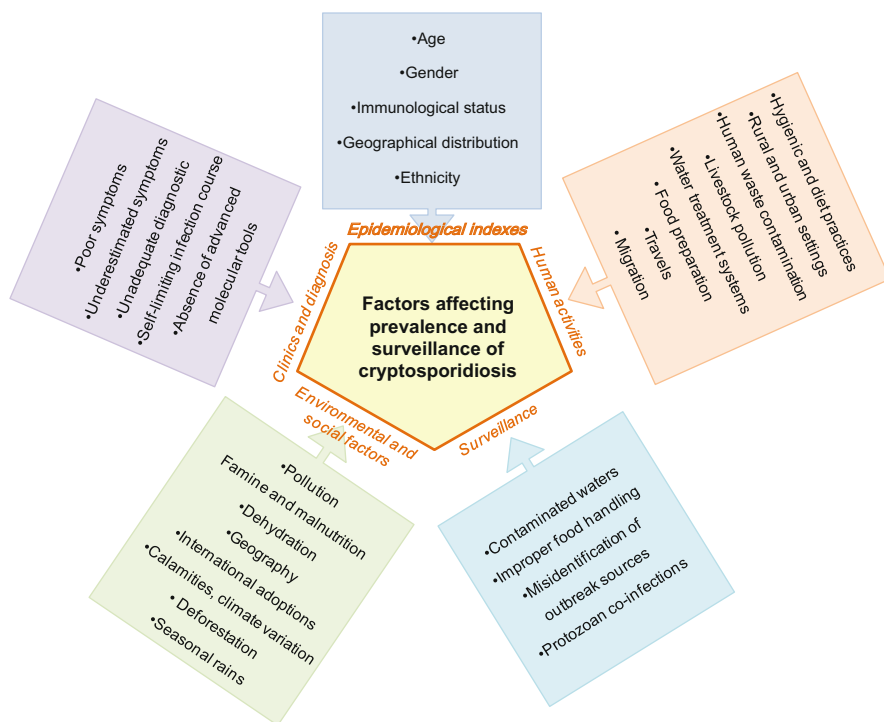 •Age
•Gender
•Immunological status
•Geographical distribution
•Ethnicity
Epidemiological indexes
•Hygienic and diet practices
•Rural and urban settings
•Human waste contamination
•Livestock pollution
•Water treatment systems
•Food preparation
•Travels
•Migration
Human activities
•Contaminated waters
•Improper food handling
•Misidentification of
outbreak sources
•Protozoan co-infections
Surveillance
•Pollution
Famine and malnutrition
•Dehydration
•Geography
•International adoptions
•Calamities, climate variation
•Deforestation
•Seasonal rains
Environmental and
social factors
•Poor symptoms
•Underestimated symptoms
•Unadequate diagnostic
•Self-limiting infection course
•Absence of advanced
molecular tools
Clinics and diagnosis
Factors affecting
prevalence and
surveillance of
cryptosporidiosis